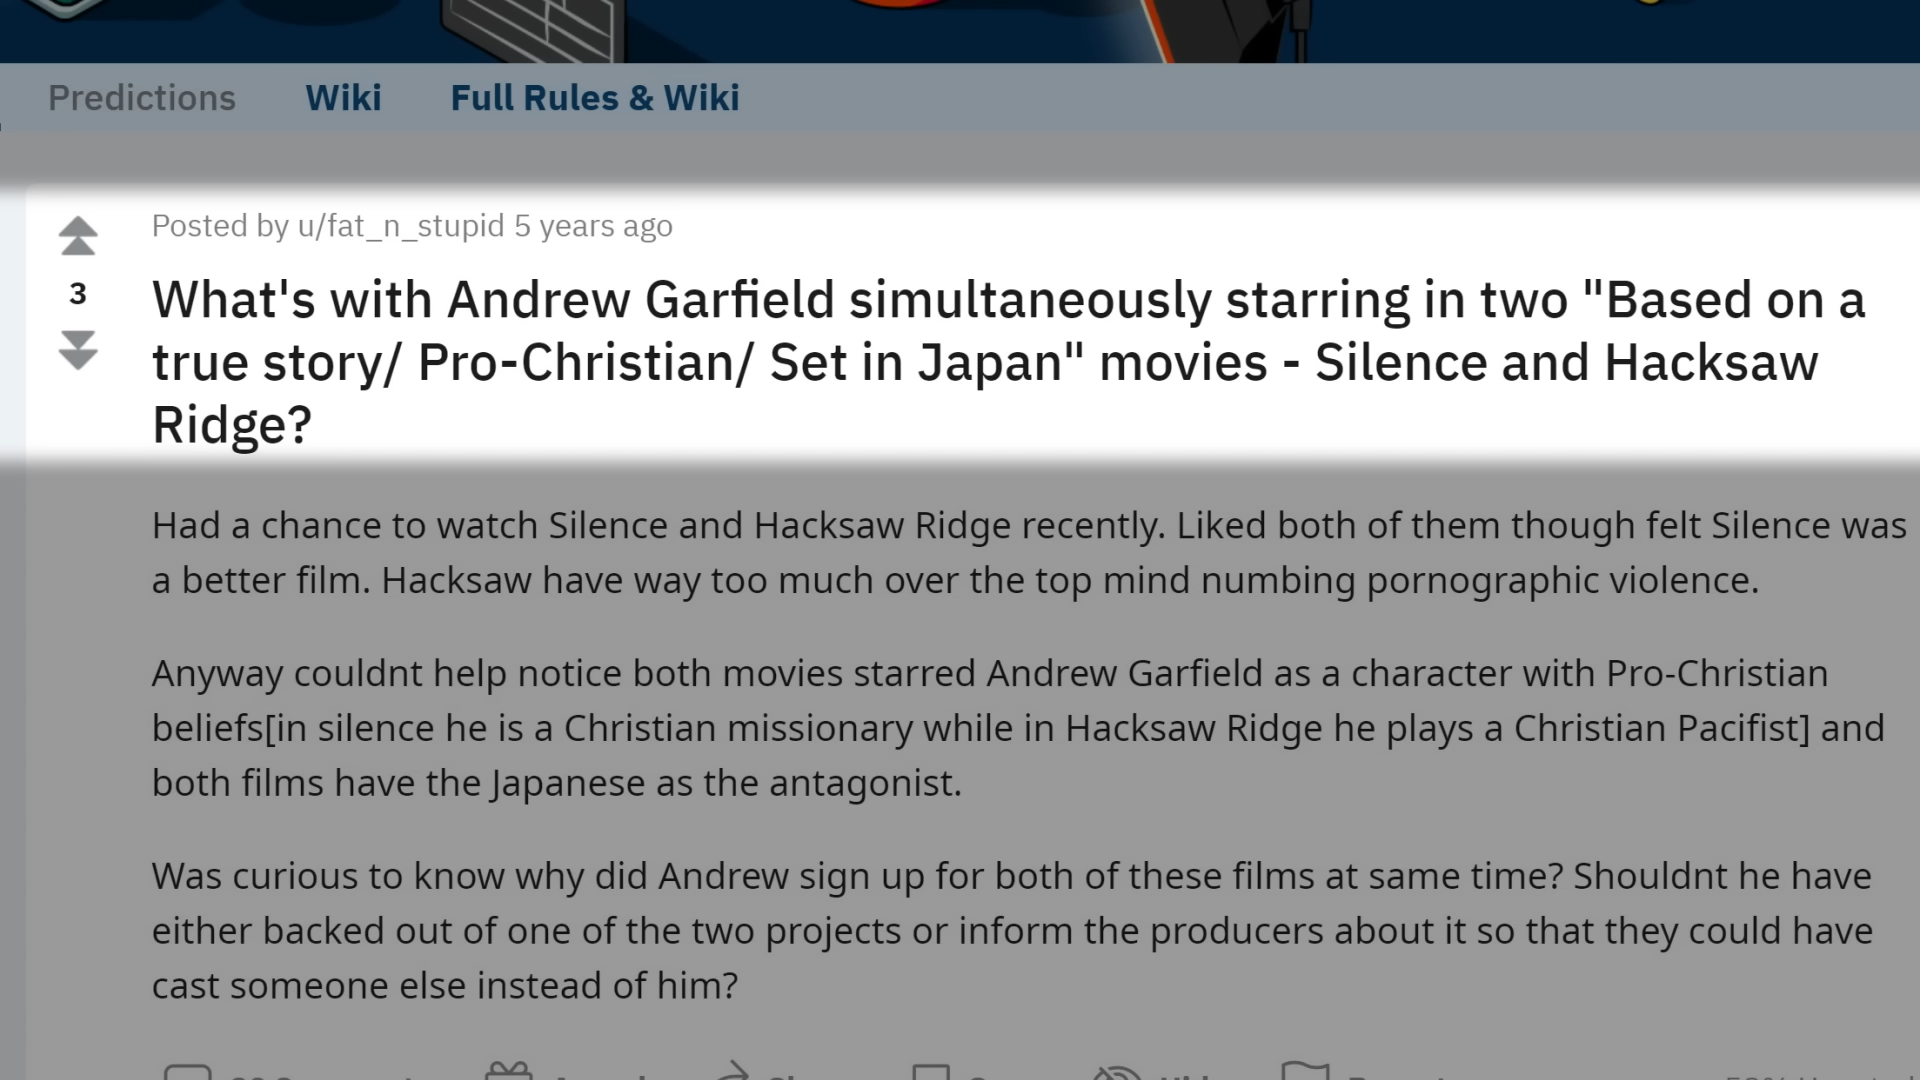 Predictions Wiki Full Rules & Wiki
Posted by u/fat_n_stupid 5 years ago
3
What's with Andrew Garfield simultaneously starring in two "Based on a
true story/ Pro-Christian/ Set in Japan" movies - Silence and Hacksaw
Ridge?
Had a chance to watch Silence and Hacksaw Ridge recently. Liked both of them though felt Silence was
a better film. Hacksaw have way too much over the top mind numbing pornographic violence.
Anyway couldnt help notice both movies starred Andrew Garfield as a character with Pro-Christian
beliefs[in silence he is a Christian missionary while in Hacksaw Ridge he plays a Christian Pacifist] and
both films have the Japanese as the antagonist.
Was curious to know why did Andrew sign up for both of these films at same time? Shouldnt he have
either backed out of one of the two projects or inform the producers about it so that they could have
cast someone else instead of him?